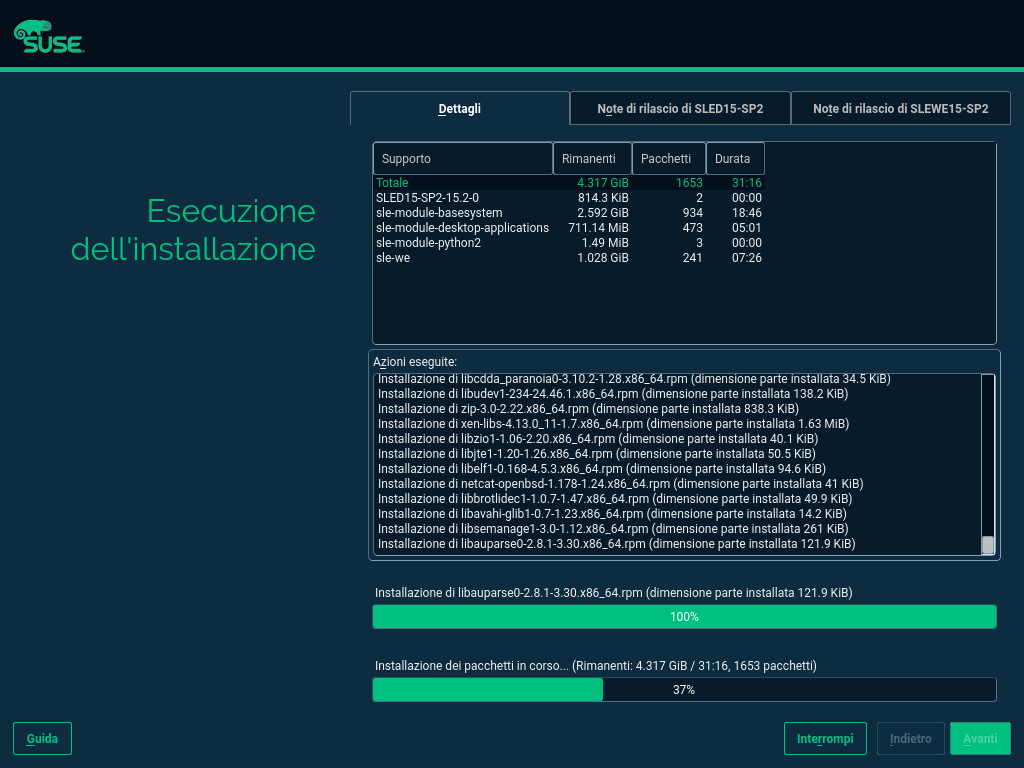 SUSE
Dettagli
Note di rilascio di SLED15-SP2
Note di rilascio di SLEWE15-SP2
Esecuzione
dell'installazione
Supporto Rimanenti Pacchetti Durata
Totale 4.317 GiB 1653 31:16
SLED15-SP2-15.2-0 814.3 KiB 2 00:00
sle-module-basesystem 2.592 GiB 934 18:46
sle-module-desktop-applications 711.14 MiB 473 05:01
sle-module-python2 1.49 MiB 3 00:00
sle-we 1.028 GiB 241 07:26
Azioni eseguite:
Installazione di libcdda_paranoia0-3.10.2-1.28.x86_64.rpm (dimensione parte installata 34.5 KiB)
Installazione di libudev1-234-24.46.1.x86_64.rpm (dimensione parte installata 138.2 KiB)
Installazione di zip-3.0-2.22.x86_64.rpm (dimensione parte installata 838.3 KiB)
Installazione di xen-libs-4.13.0_11-1.7.x86_64.rpm (dimensione parte installata 1.63 MiB)
Installazione di libzio1-1.06-2.20.x86_64.rpm (dimensione parte installata 40.1 KiB)
Installazione di libjte1-1.20-1.26.x86_64.rpm (dimensione parte installata 50.5 KiB)
Installazione di libelf1-0.168-4.5.3.x86_64.rpm (dimensione parte installata 94.6 KiB)
Installazione di netcat-openbsd-1.178-1.24.x86_64.rpm (dimensione parte installata 41 KiB)
Installazione di libbrotlidec1-1.0.7-1.47.x86_64.rpm (dimensione parte installata 49.9 KiB)
Installazione di libavahi-glib1-0.7-1.23.x86_64.rpm (dimensione parte installata 14.2 KiB)
Installazione di libsemanage1-3.0-1.12.x86_64.rpm (dimensione parte installata 261 KiB)
Installazione di libauparse0-2.8.1-3.30.x86_64.rpm (dimensione parte installata 121.9 KiB)
Installazione di libauparse0-2.8.1-3.30.x86_64.rpm (dimensione parte installata 121.9 KiB)
100%
Installazione dei pacchetti in corso... (Rimanenti: 4.317 GiB / 31:16, 1653 pacchetti)
37%
Guida
Interrompi
Indietro
Avanti